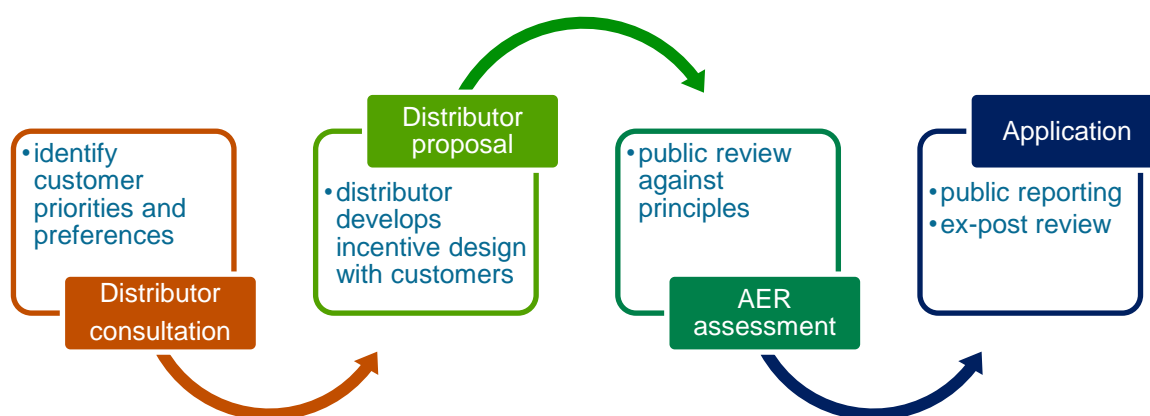 •identify
customer
priorities and
preferences
Distributor
consultation
Distributor
proposal
•distributor
develops
incentive design
with customers
•public review
against
principles
AER
assessment
Application
•public reporting
•ex-post review